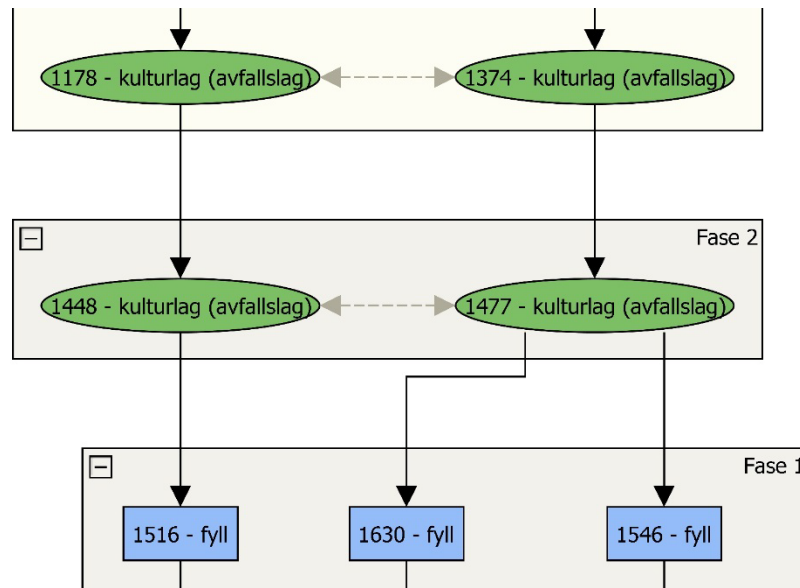 1178 - kulturlag (avfallslag)
1374 - kulturlag (avfallslag)
Fase 2
1448 - kulturlag (avfallslag)
1477 - kulturlag (avfallslag)
Fase 1
1516 - fyll
1630 - fyll
1546 - fyll